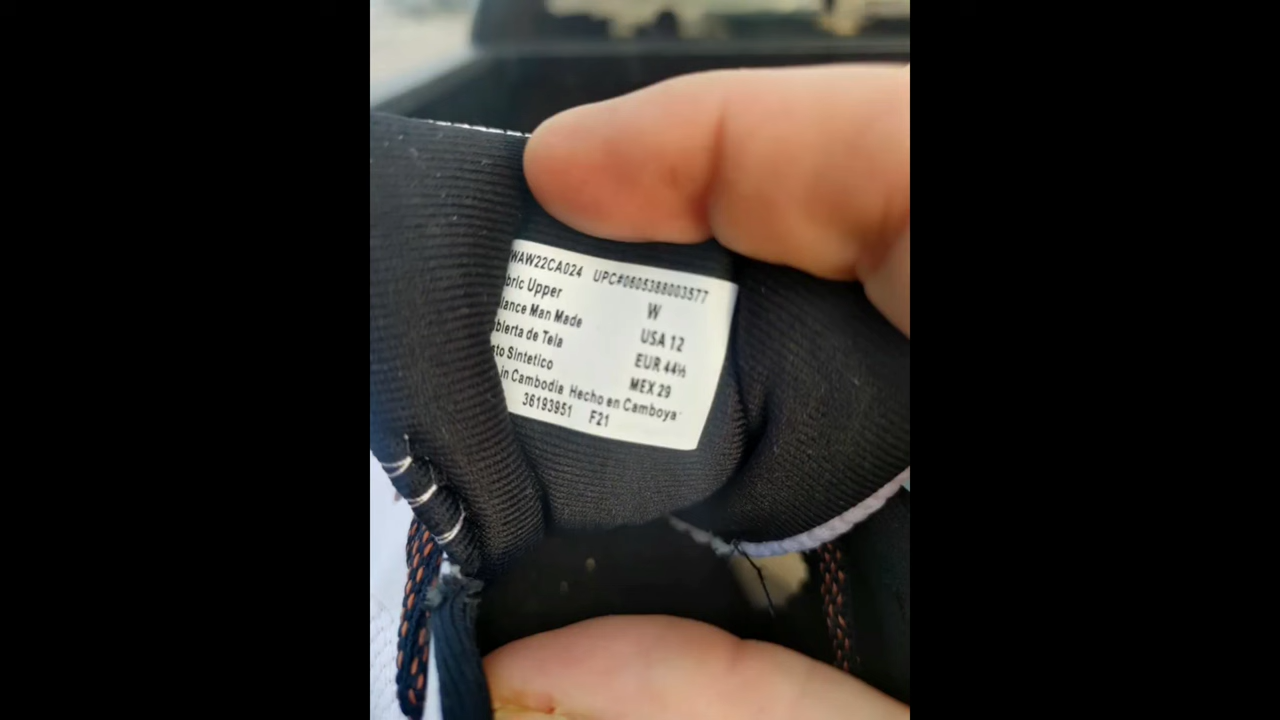 WAW22CA024 UPC#0605388003577
bric Upper
W
lance Man Made
USA 12
bierta de Tela
EUR 44½
sto Sintetico
MEX 29
in Cambodia Hecho en Camboya
36193951 F21